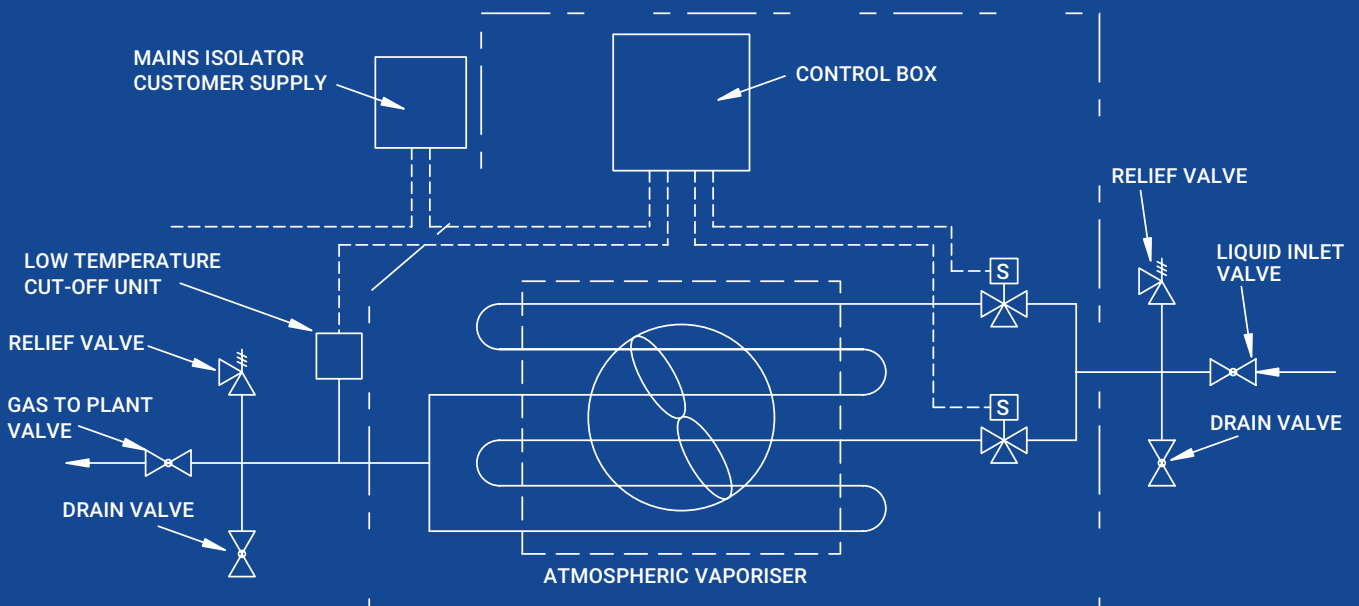 MAINS ISOLATOR
CUSTOMER SUPPLY
CONTROL BOX
RELIEF VALVE
LOW TEMPERATURE
CUT-OFF UNIT
LIQUID INLET
VALVE
S
RELIEF VALVE
GAS TO PLANT
VALVE
S
DRAIN VALVE
DRAIN VALVE
ATMOSPHERIC VAPORISER